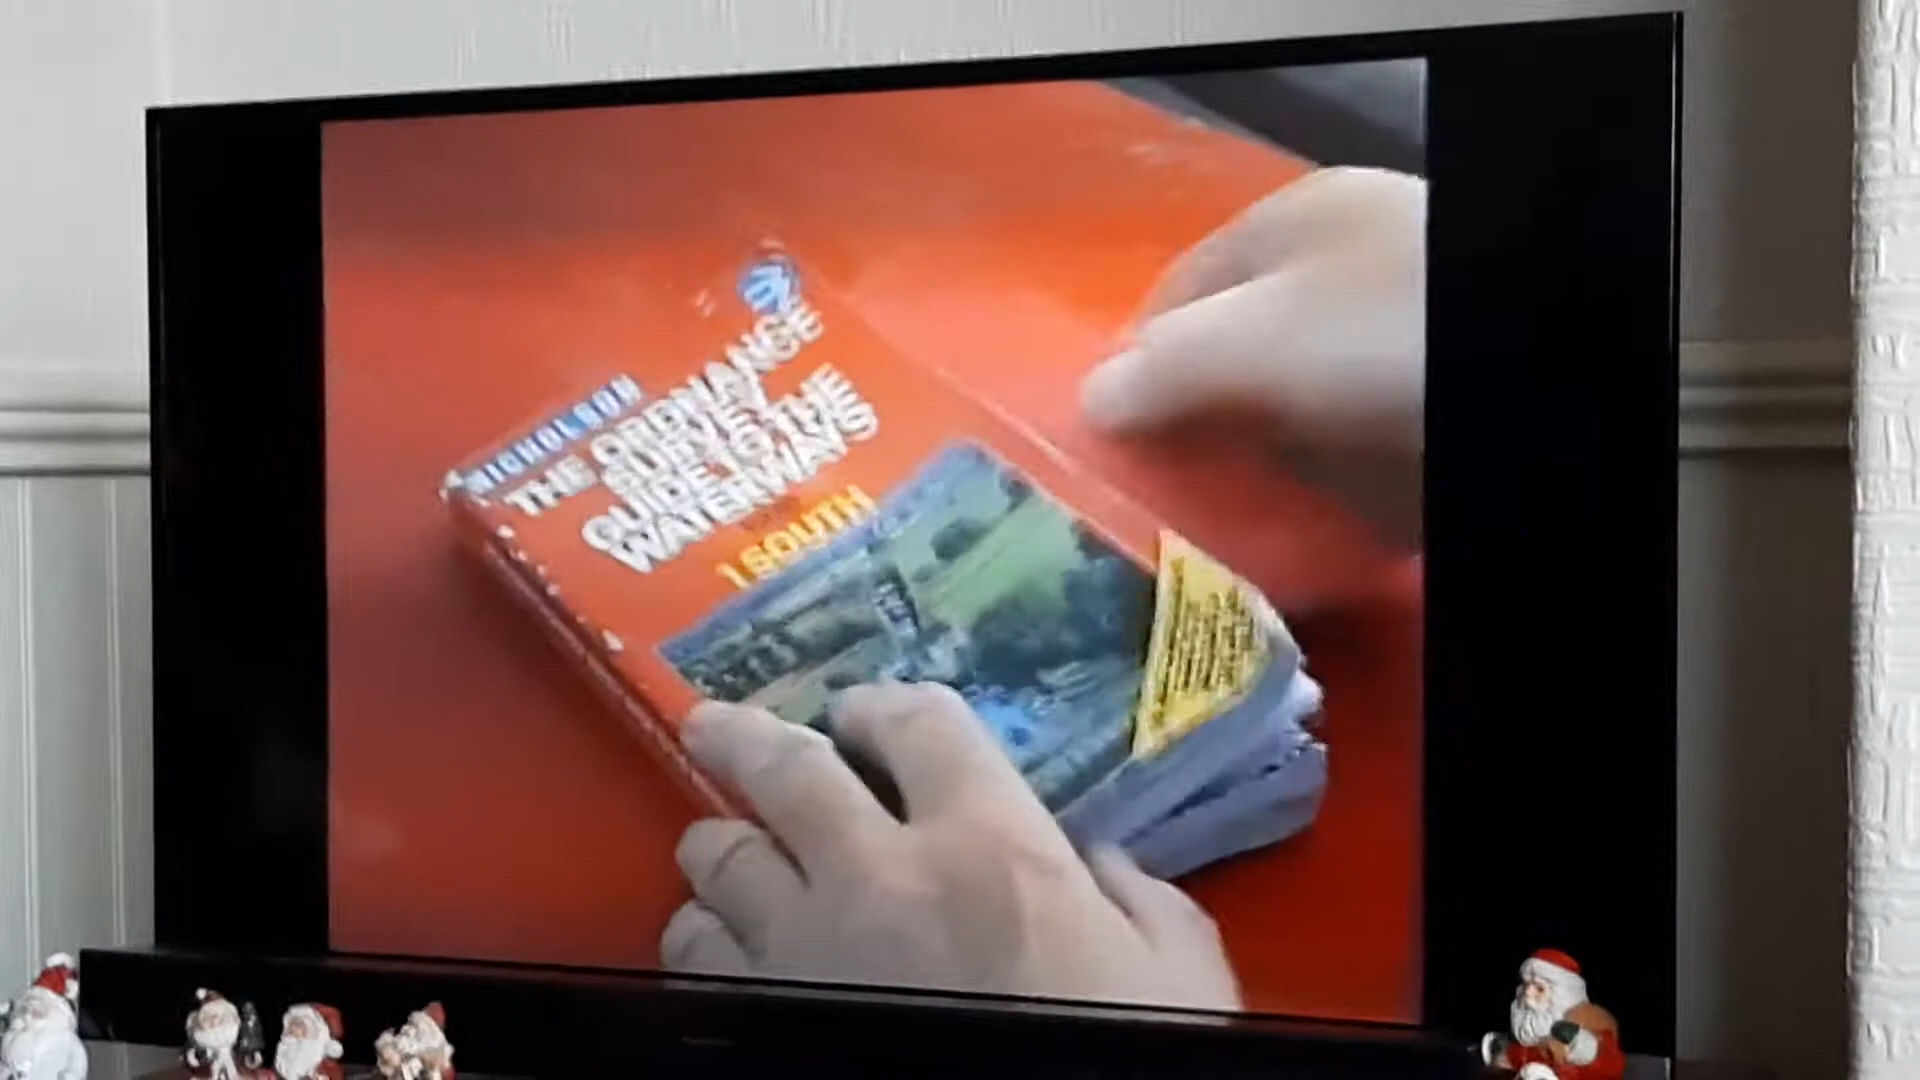 NICHOLSON
THE ORDNANCE
SURVEY
GUIDE TO THE
WATERWAYS
1 SOUTH